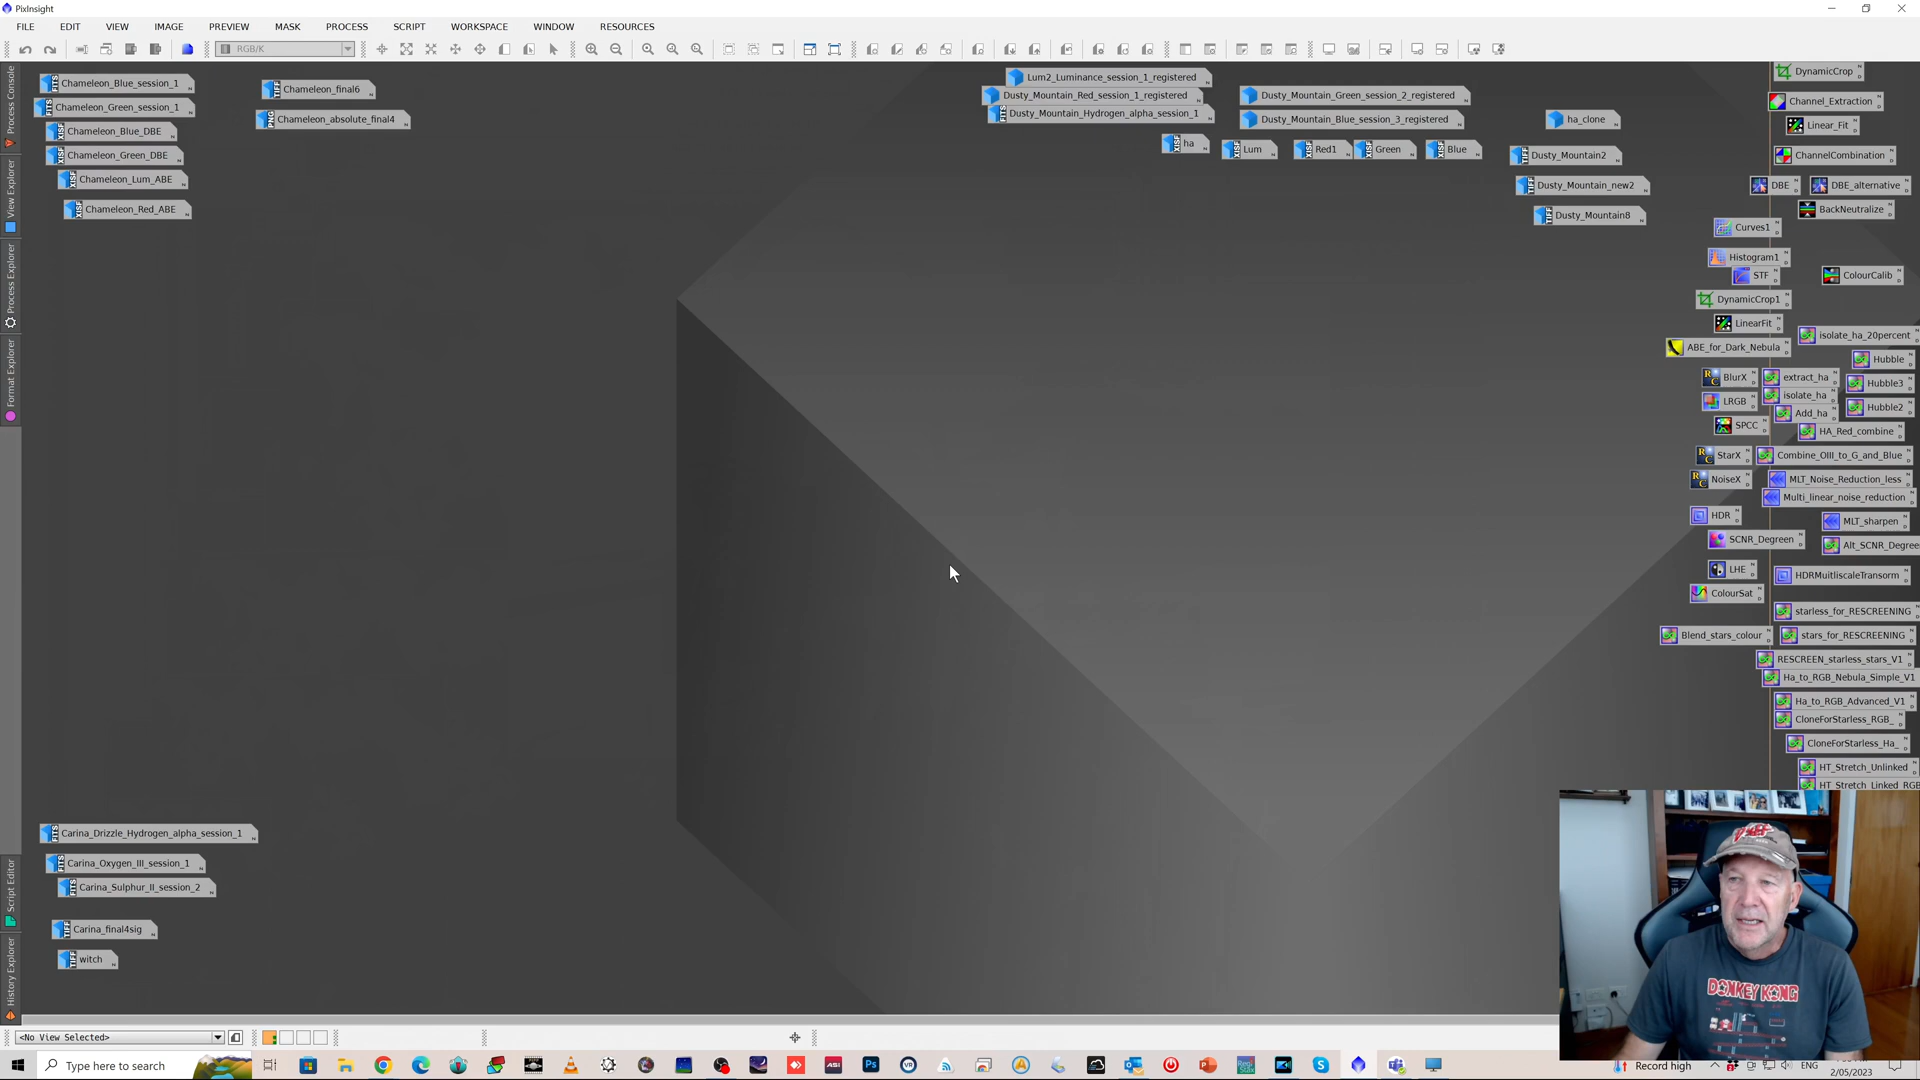 PixInsight
FILE EDIT VIEW IMAGE PREVIEW MASK PROCESS SCRIPT WORKSPACE WINDOW RESOURCES
RGB/K
Process Console
View Explorer
Process Explorer
Format Explorer
Script Editor
History Explorer
Chameleon_Blue_session_1
Chameleon_Green_session_1
Chameleon_Blue_DBE
Chameleon_Green_DBE
Chameleon_Lum_ABE
Chameleon_Red_ABE
Chameleon_final6
Chameleon_absolute_final4
Lum2_Luminance_session_1_registered
Dusty_Mountain_Red_session_1_registered
Dusty_Mountain_Hydrogen_alpha_session_1
Dusty_Mountain_Green_session_2_registered
Dusty_Mountain_Blue_session_3_registered
ha
Lum
Red1
Green
Blue
ha_clone
Dusty_Mountain2
Dusty_Mountain_new2
Dusty_Mountain8
DynamicCrop
Channel_Extraction
Linear_Fit
ChannelCombination
DBE
DBE_alternative
BackNeutralize
Curves1
Histogram1
STF
ColourCalib
DynamicCrop1
LinearFit
isolate_ha_20percent
ABE_for_Dark_Nebula
Hubble
BlurX
extract_ha
Hubble3
LRGB
isolate_ha
Hubble2
Add_ha
SPCC
HA_Red_combine
StarX
Combine_OIII_to_G_and_Blue
NoiseX
MLT_Noise_Reduction_less
Multi_linear_noise_reduction
HDR
MLT_sharpen
SCNR_Degreen
Alt_SCNR_Degree
LHE
HDRMuitliscaleTransorm
ColourSat
starless_for_RESCREENING
Blend_stars_colour
stars_for_RESCREENING
RESCREEN_starless_stars_V1
Ha_to_RGB_Nebula_Simple_V1
Ha_to_RGB_Advanced_V1
CloneForStarless_RGB_
CloneForStarless_Ha_
HT_Stretch_Unlinked
HT_Stretch_Linked_RGB
Carina_Drizzle_Hydrogen_alpha_session_1
Carina_Oxygen_III_session_1
Carina_Sulphur_II_session_2
Carina_final4sig
witch
DONKEY KONG
<No View Selected>
Type here to search
Record high
ENG
2/05/2023